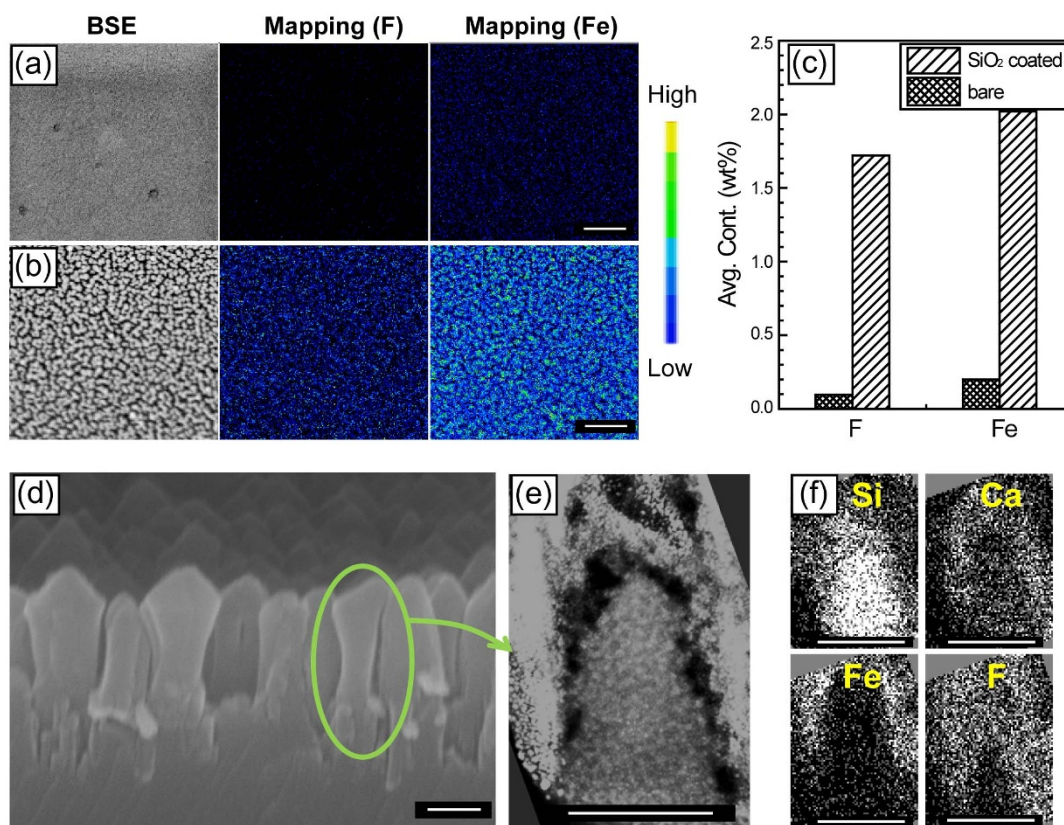 BSE Mapping (F) Mapping (Fe)
(a)
(b)
High
Low
(c)
SiO₂ coated
bare
Avg. Cont. (wt%)
2.5
2.0
1.5
1.0
0.5
0.0
F Fe
(d)
(e)
(f)
Si Ca
Fe F